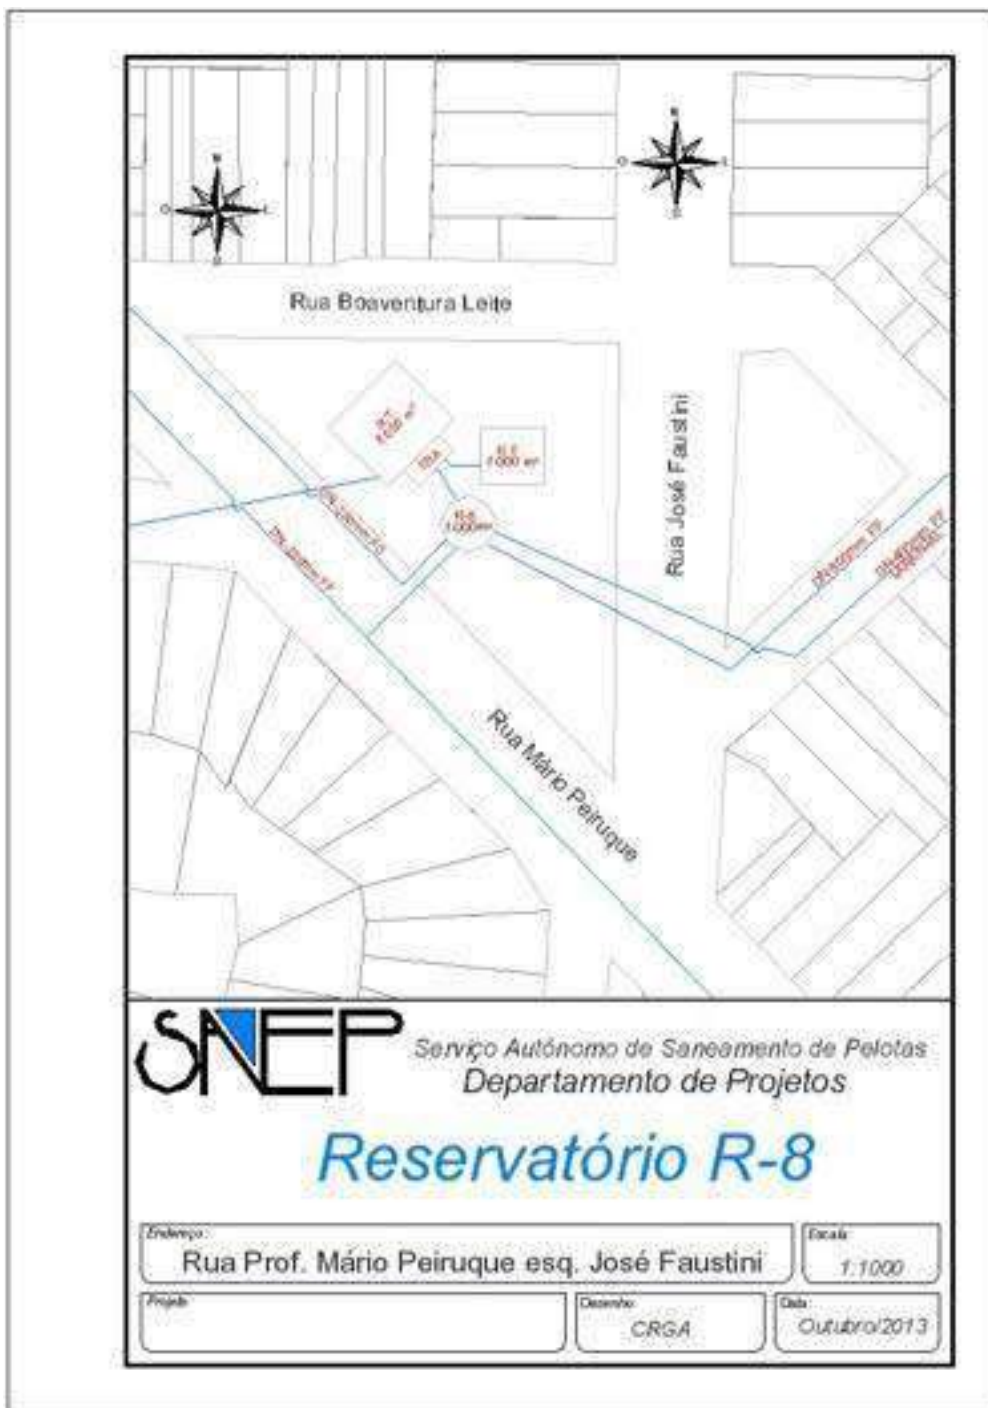 N
O
L
S
N
O
L
S
Rua Boaventura Leite
Rua José Faustini
Rua Mário Peiruque
SANEP
Serviço Autônomo de Saneamento de Pelotas
Departamento de Projetos
Reservatório R-8
Endereço:
Rua Prof. Mário Peiruque esq. José Faustini
Escala:
1:1000
Projeto:
Desenho:
CRGA
Data:
Outubro/2013